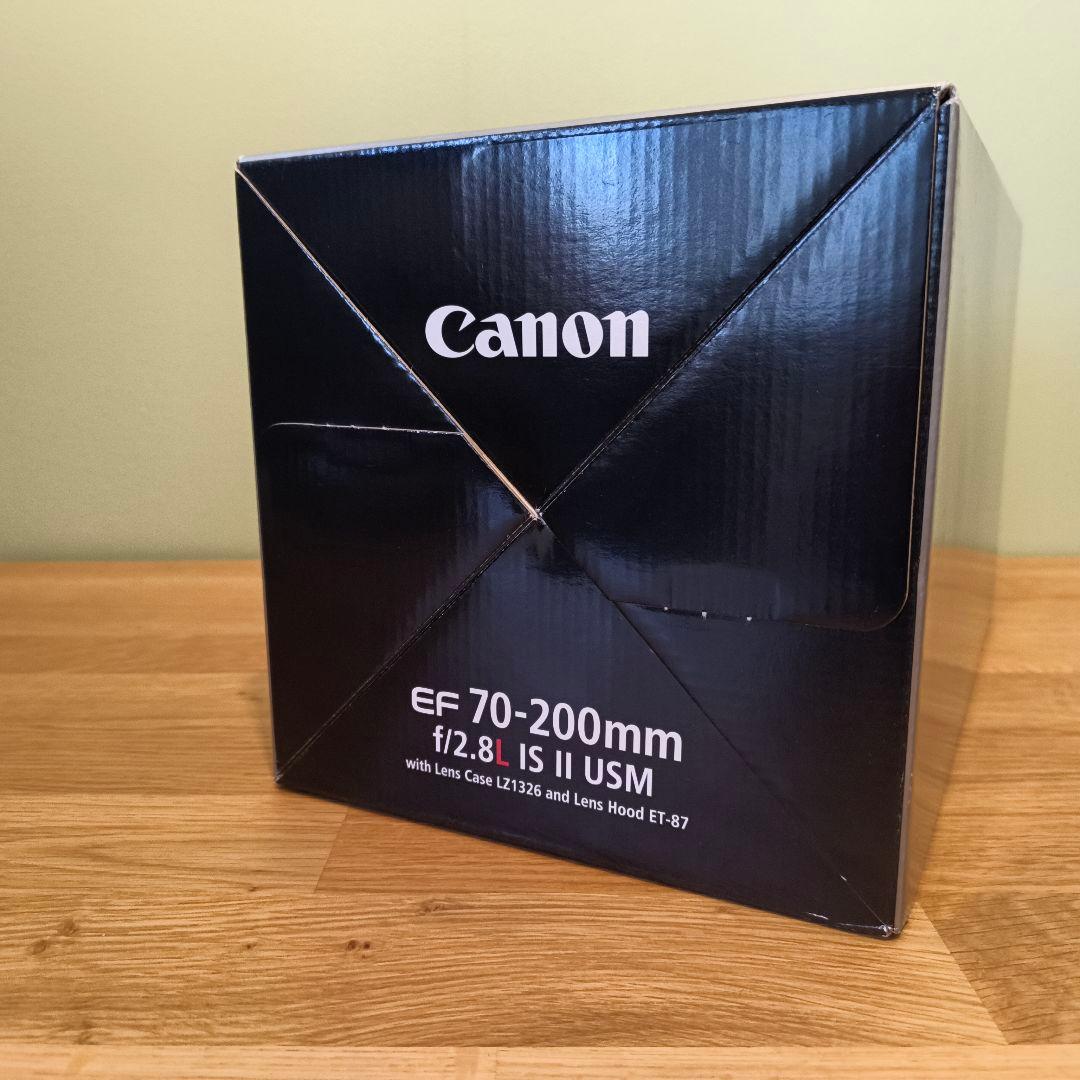 Canon
EF 70-200mm
f/2.8L IS II USM
with Lens Case LZ1326 and Lens Hood ET-87